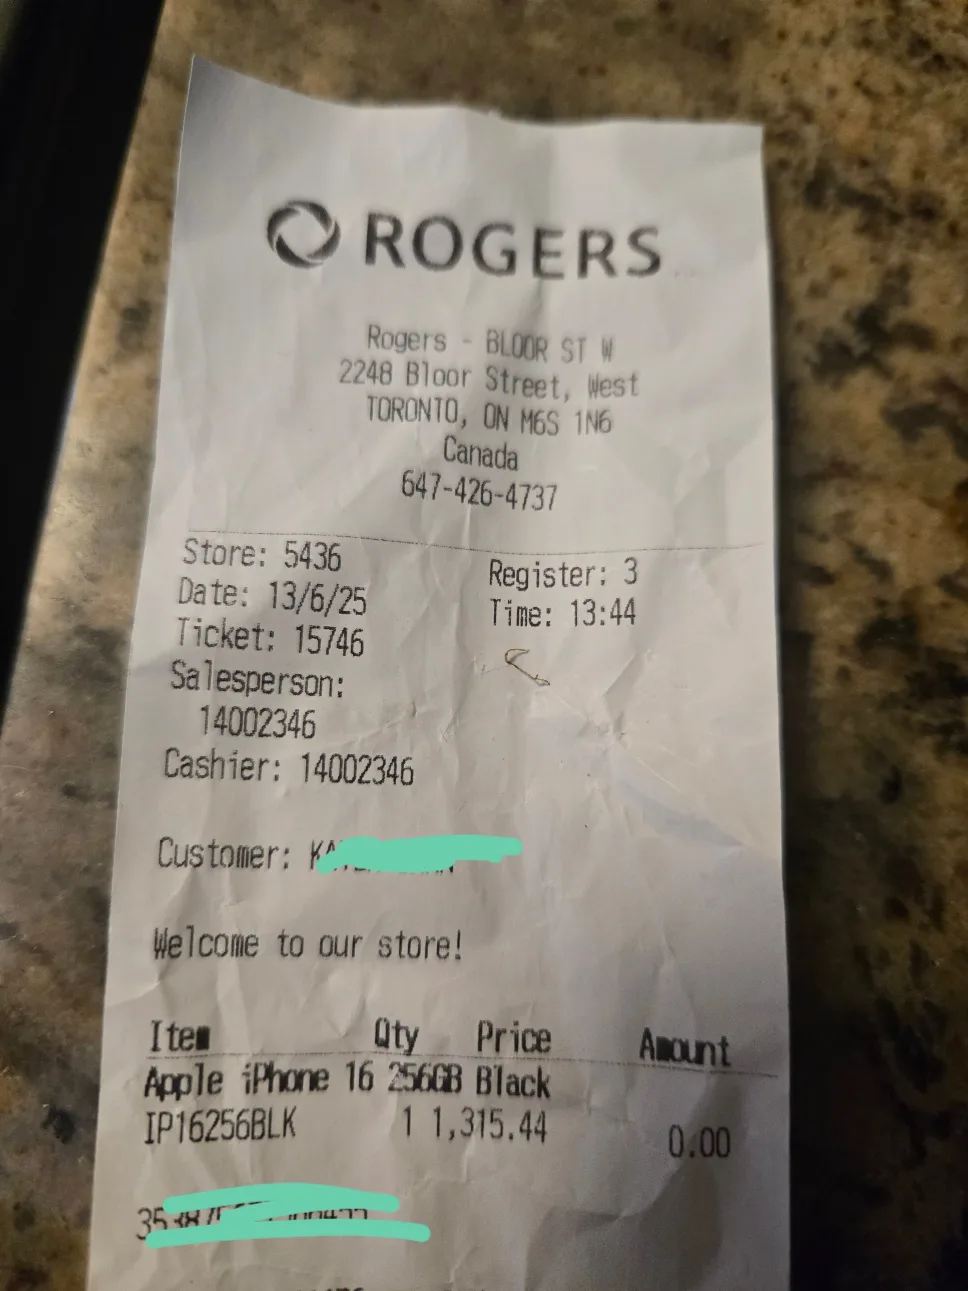 ROGERS
Rogers - BLOOR ST W
2248 Bloor Street, West
TORONTO, ON M6S 1N6
Canada
647-426-4737
Store: 5436 Register: 3
Date: 13/6/25 Time: 13:44
Ticket: 15746
Salesperson:
14002346
Cashier: 14002346
Customer:
Welcome to our store!
Item Qty Price Amount
Apple iPhone 16 256GB Black
IP16256BLK 1 1,315.44 0.00